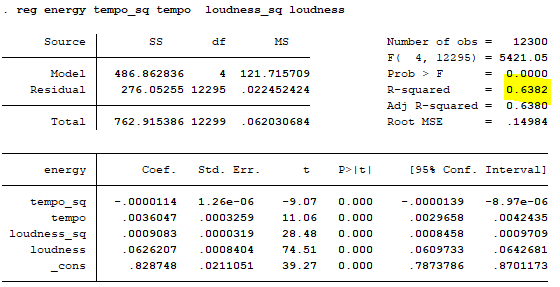 . reg energy tempo_sq tempo  loudness_sq loudness
Source SS df MS Number of obs = 12300
F( 4, 12295) = 5421.05
Model 486.862836 4 121.715709 Prob > F = 0.0000
Residual 276.05255 12295 .022452424 R-squared = 0.6382
Adj R-squared = 0.6380
Total 762.915386 12299 .062030684 Root MSE = .14984
energy Coef. Std. Err. t P>|t| [95% Conf. Interval]
tempo_sq -.0000114 1.26e-06 -9.07 0.000 -.0000139 -8.97e-06
tempo .0036047 .0003259 11.06 0.000 .0029658 .0042435
loudness_sq .0009083 .0000319 28.48 0.000 .0008458 .0009709
loudness .0626207 .0008404 74.51 0.000 .0609733 .0642681
_cons .828748 .0211051 39.27 0.000 .7873786 .8701173